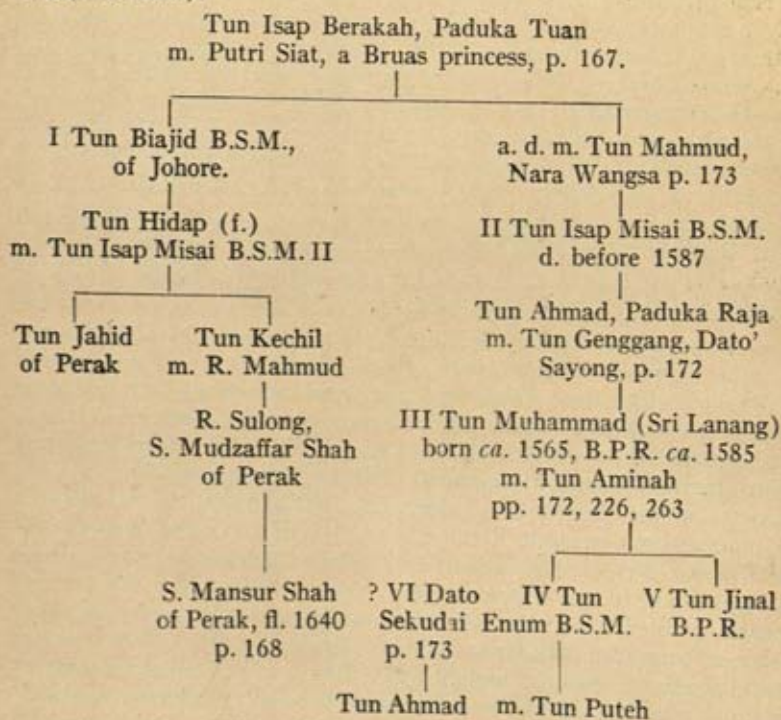 Tun Isap Berakah, Paduka Tuan
m. Putri Siat, a Bruas princess, p. 167.
I Tun Biajid B.S.M.,
of Johore.
a. d. m. Tun Mahmud,
Nara Wangsa p. 173
Tun Hidap (f.)
m. Tun Isap Misai B.S.M. II
II Tun Isap Misai B.S.M.
d. before 1587
Tun Jahid
of Perak
Tun Kechil
m. R. Mahmud
Tun Ahmad, Paduka Raja
m. Tun Genggang, Dato'
Sayong, p. 172
R. Sulong,
S. Mudzaffar Shah
of Perak
III Tun Muhammad (Sri Lanang)
born ca. 1565, B.P.R. ca. 1585
m. Tun Aminah
pp. 172, 226, 263
S. Mansur Shah
of Perak, fl. 1640
p. 168
? VI Dato
Sekudai
p. 173
IV Tun
Enum B.S.M.
V Tun Jinal
B.P.R.
Tun Ahmad
m. Tun Puteh